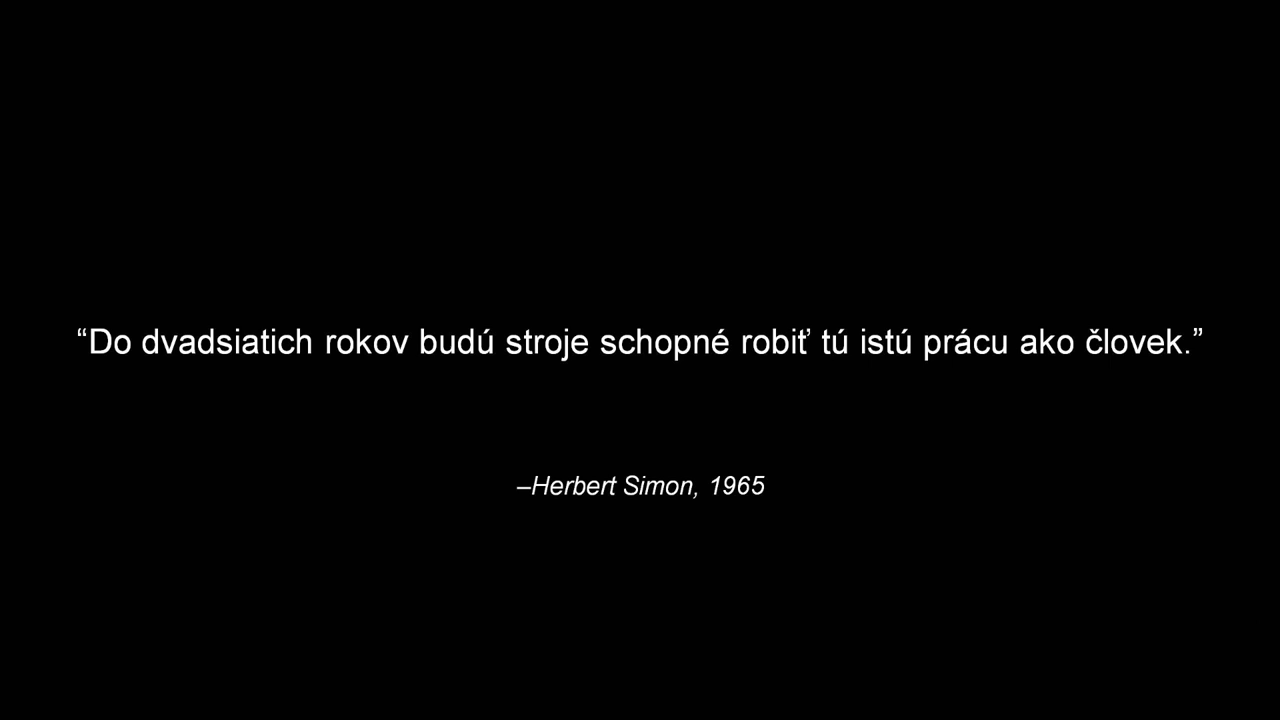 “Do dvadsiatich rokov budú stroje schopné robiť tú istú prácu ako človek.”
–Herbert Simon, 1965